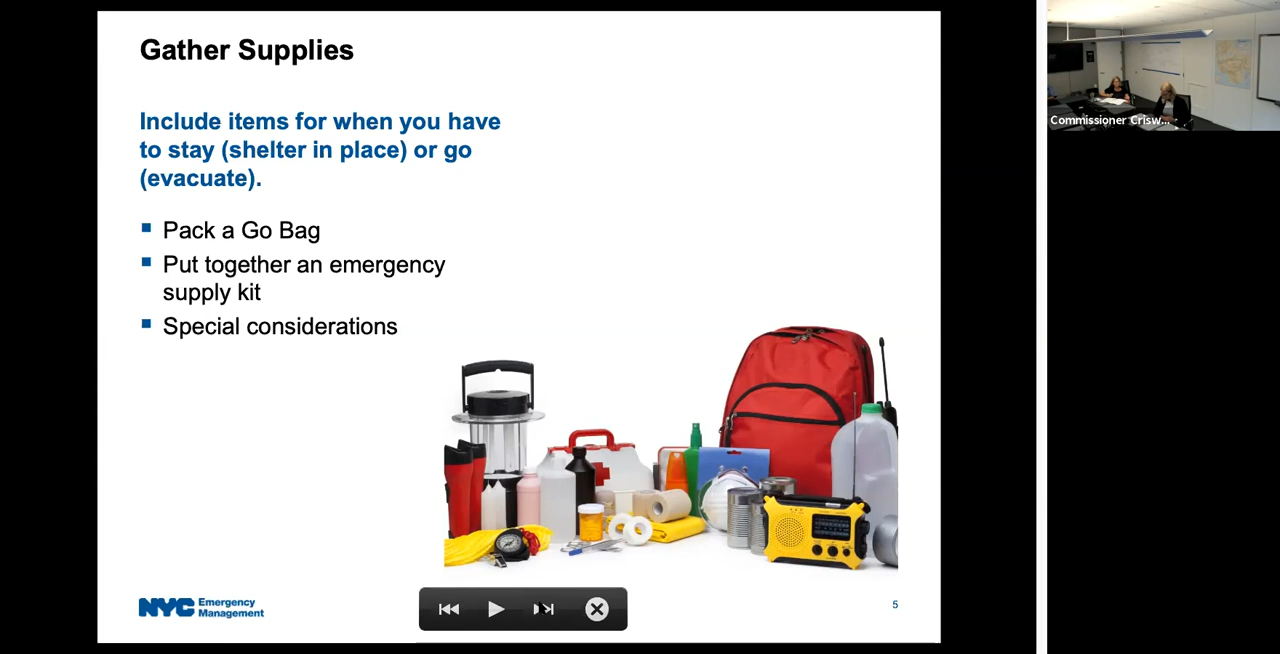 Gather Supplies
Include items for when you have
to stay (shelter in place) or go
(evacuate).
Pack a Go Bag
Put together an emergency
supply kit
Special considerations
NYC Emergency
Management
5
Commissioner Crisw...